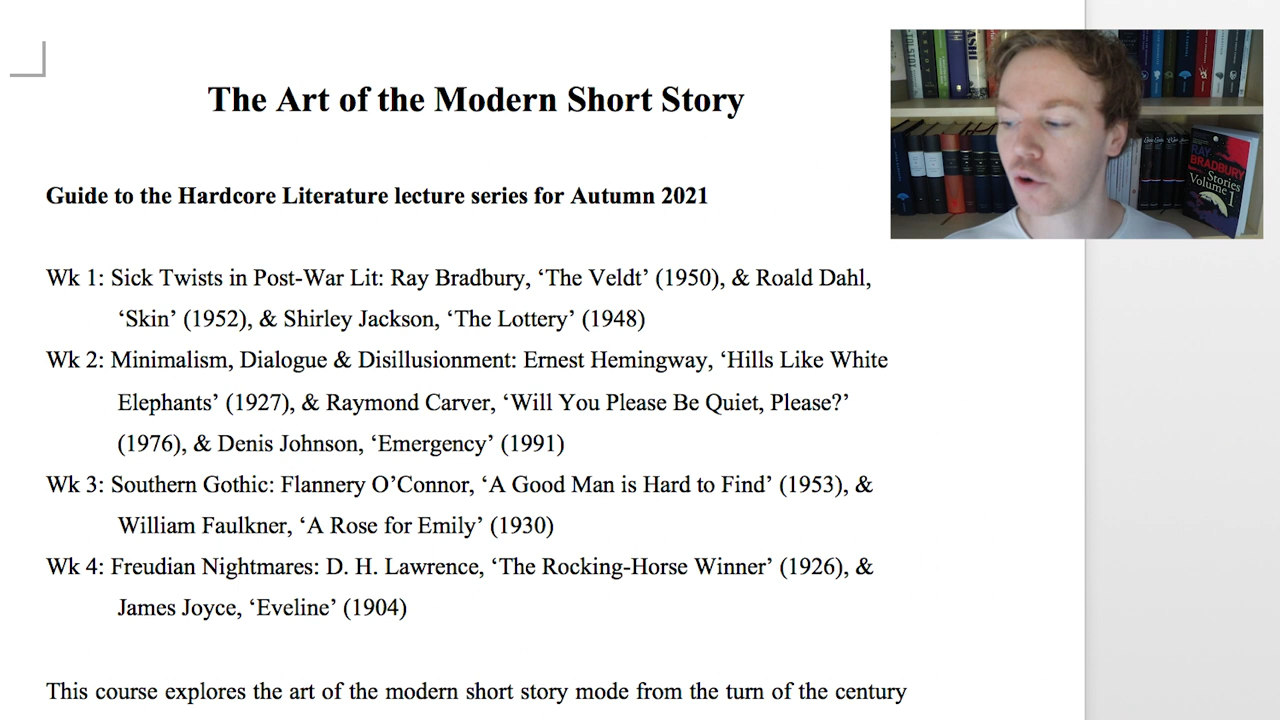 The Art of the Modern Short Story
Guide to the Hardcore Literature lecture series for Autumn 2021
Wk 1: Sick Twists in Post-War Lit: Ray Bradbury, ‘The Veldt’ (1950), & Roald Dahl,
‘Skin’ (1952), & Shirley Jackson, ‘The Lottery’ (1948)
Wk 2: Minimalism, Dialogue & Disillusionment: Ernest Hemingway, ‘Hills Like White
Elephants’ (1927), & Raymond Carver, ‘Will You Please Be Quiet, Please?’
(1976), & Denis Johnson, ‘Emergency’ (1991)
Wk 3: Southern Gothic: Flannery O’Connor, ‘A Good Man is Hard to Find’ (1953), &
William Faulkner, ‘A Rose for Emily’ (1930)
Wk 4: Freudian Nightmares: D. H. Lawrence, ‘The Rocking-Horse Winner’ (1926), &
James Joyce, ‘Eveline’ (1904)
This course explores the art of the modern short story mode from the turn of the century
RAY
BRADBURY
Stories
Volume 1